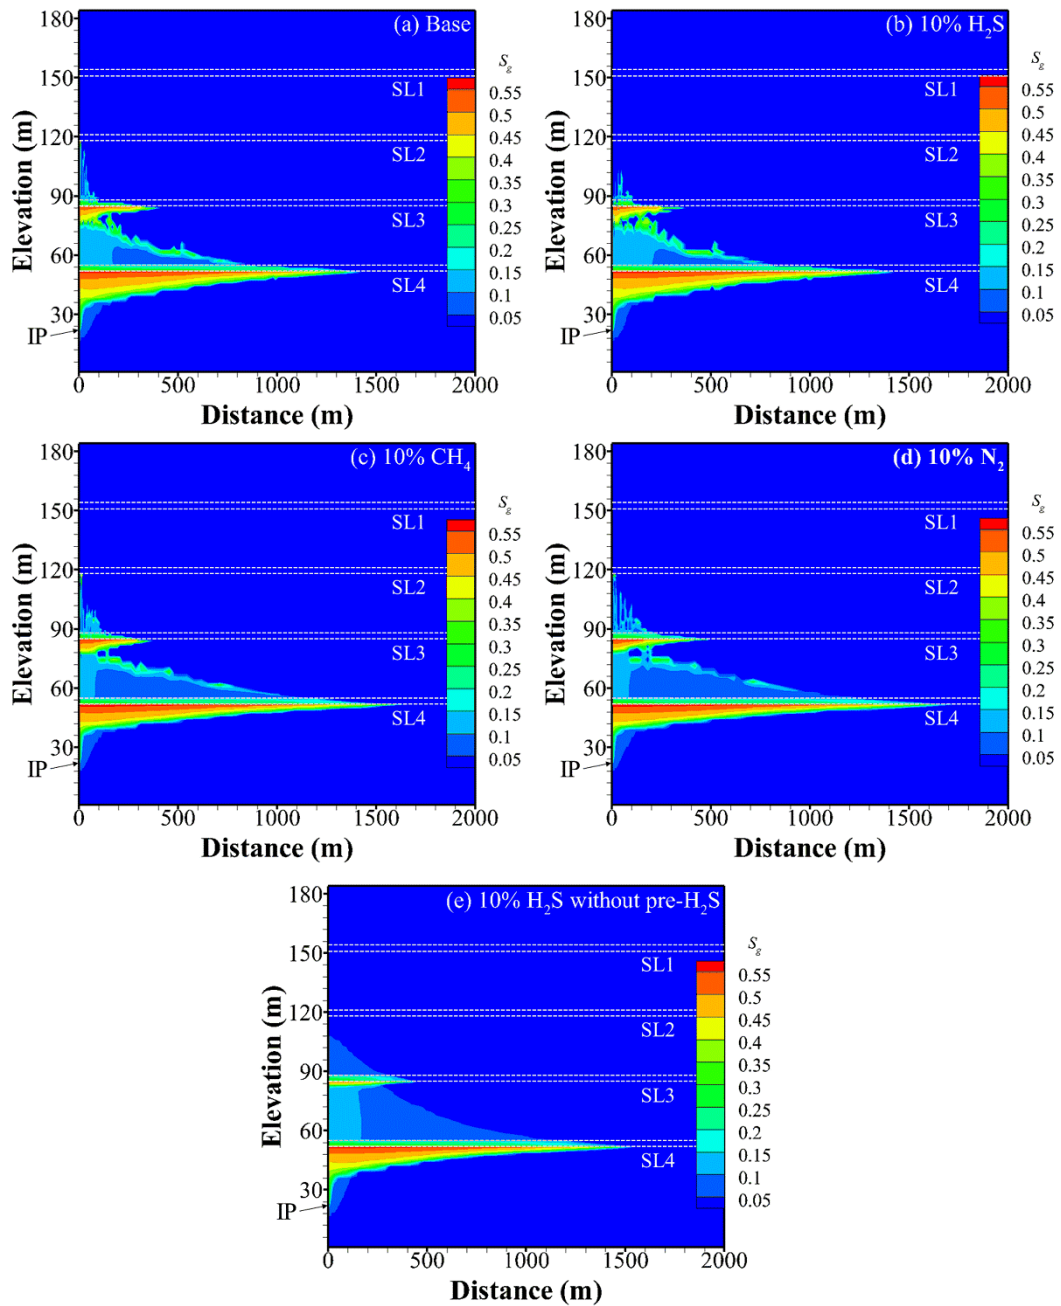 (a) Base
180
150
120
90
60
30
Elevation (m)
SL1
SL2
SL3
SL4
IP
S_g
0.55
0.5
0.45
0.4
0.35
0.3
0.25
0.2
0.15
0.1
0.05
0 500 1000 1500 2000
Distance (m)
(b) 10% H₂S
180
150
120
90
60
30
Elevation (m)
SL1
SL2
SL3
SL4
IP
S_g
0.55
0.5
0.45
0.4
0.35
0.3
0.25
0.2
0.15
0.1
0.05
0 500 1000 1500 2000
Distance (m)
(c) 10% CH₄
180
150
120
90
60
30
Elevation (m)
SL1
SL2
SL3
SL4
IP
S_g
0.55
0.5
0.45
0.4
0.35
0.3
0.25
0.2
0.15
0.1
0.05
0 500 1000 1500 2000
Distance (m)
(d) 10% N₂
180
150
120
90
60
30
Elevation (m)
SL1
SL2
SL3
SL4
IP
S_g
0.55
0.5
0.45
0.4
0.35
0.3
0.25
0.2
0.15
0.1
0.05
0 500 1000 1500 2000
Distance (m)
(e) 10% H₂S without pre-H₂S
180
150
120
90
60
30
Elevation (m)
SL1
SL2
SL3
SL4
IP
S_g
0.55
0.5
0.45
0.4
0.35
0.3
0.25
0.2
0.15
0.1
0.05
0 500 1000 1500 2000
Distance (m)